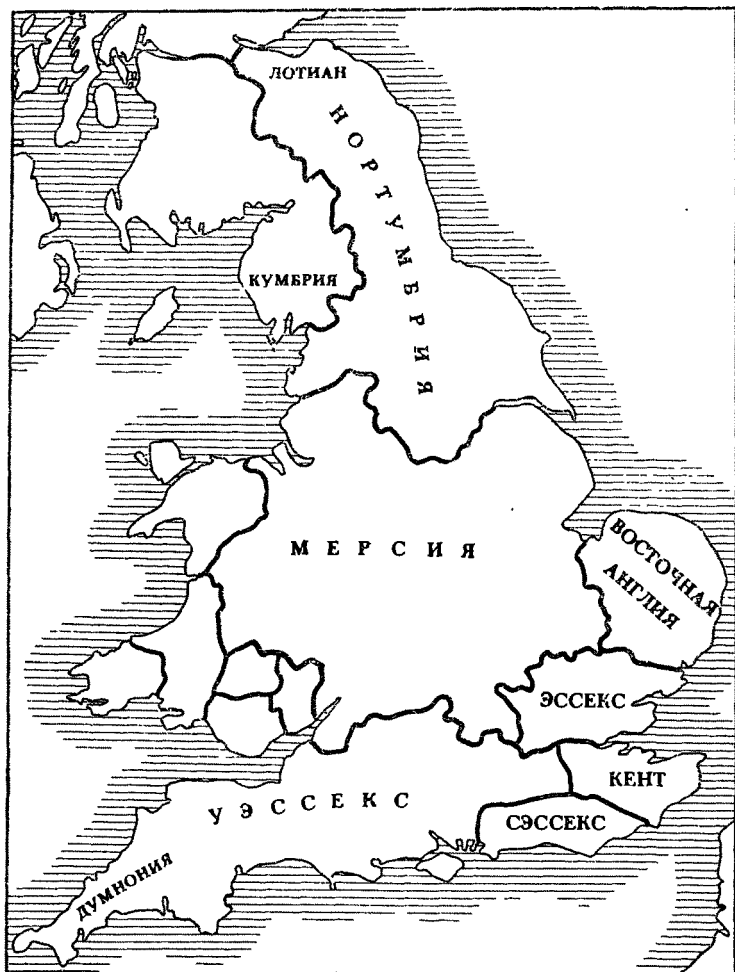 ЛОТИАН
НОРТУМБРИЯ
КУМБРИЯ
МЕРСИЯ
ВОСТОЧНАЯ
АНГЛИЯ
ЭССЕКС
КЕНТ
УЭССЕКС
СЭССЕКС
ДУМНОНИЯ